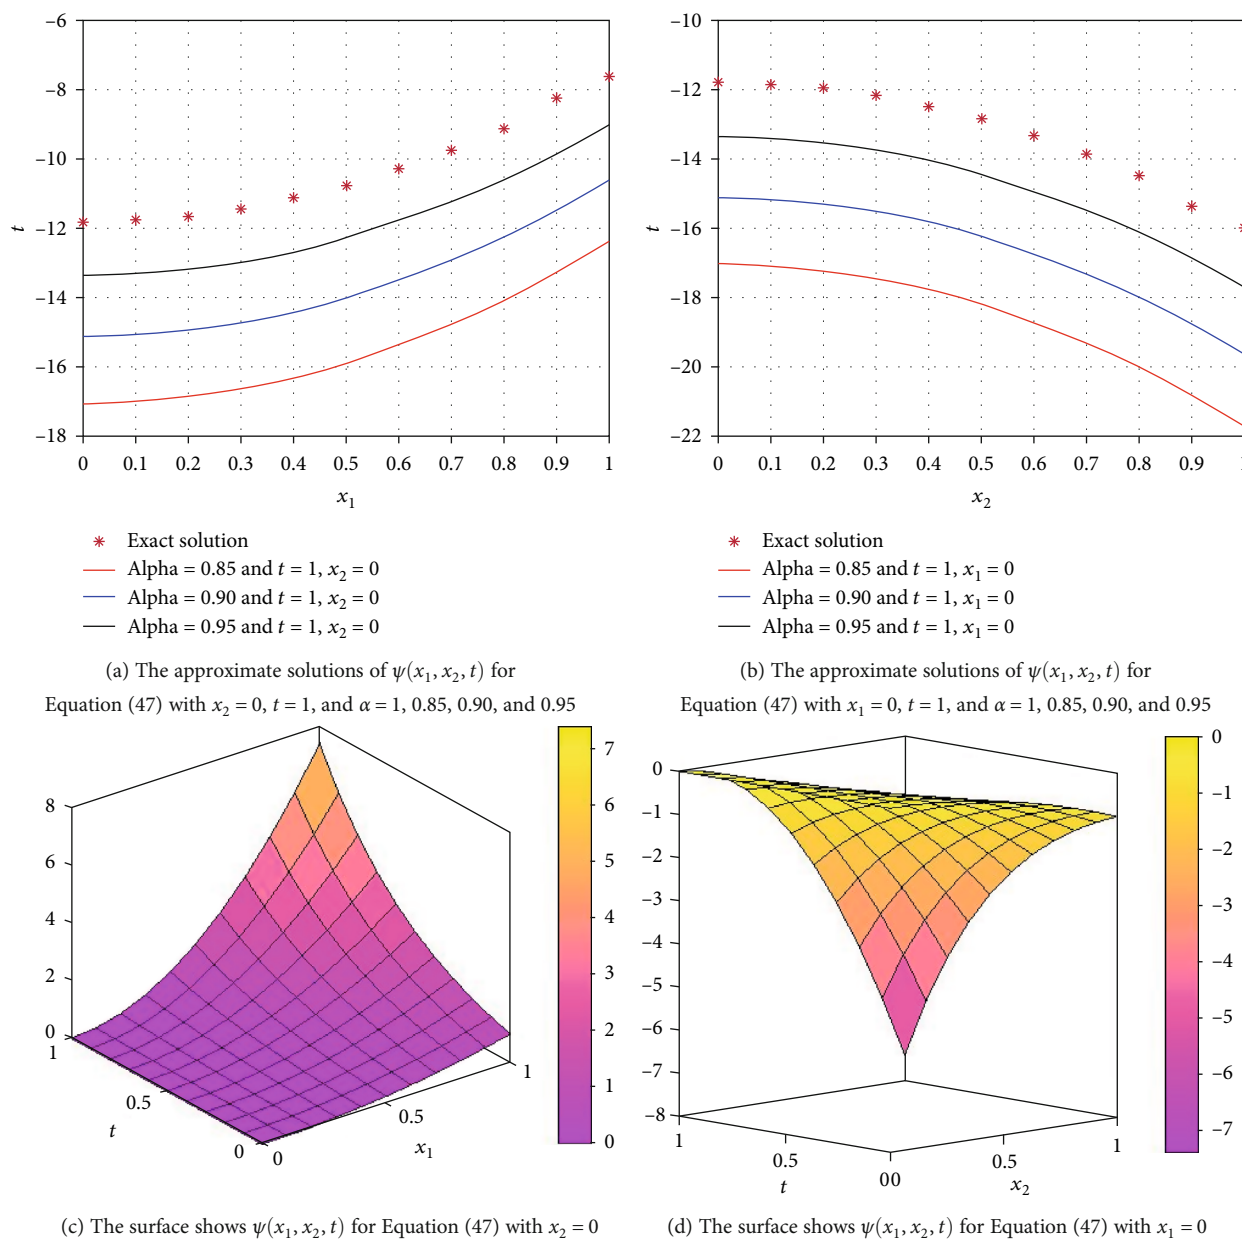 −6
−8
−10
−12
−14
−16
−18
t
0 0.1 0.2 0.3 0.4 0.5 0.6 0.7 0.8 0.9 1
x₁
Exact solution
Alpha = 0.85 and t = 1, x₂ = 0
Alpha = 0.90 and t = 1, x₂ = 0
Alpha = 0.95 and t = 1, x₂ = 0
(a) The approximate solutions of ψ(x₁, x₂, t) for
Equation (47) with x₂ = 0, t = 1, and α = 1, 0.85, 0.90, and 0.95
−10
−12
−14
−16
−18
−20
−22
t
0 0.1 0.2 0.3 0.4 0.5 0.6 0.7 0.8 0.9 1
x₂
Exact solution
Alpha = 0.85 and t = 1, x₁ = 0
Alpha = 0.90 and t = 1, x₁ = 0
Alpha = 0.95 and t = 1, x₁ = 0
(b) The approximate solutions of ψ(x₁, x₂, t) for
Equation (47) with x₁ = 0, t = 1, and α = 1, 0.85, 0.90, and 0.95
8
6
4
2
0
1
0.5
0
t
0
0.5
1
x₁
7
6
5
4
3
2
1
0
(c) The surface shows ψ(x₁, x₂, t) for Equation (47) with x₂ = 0
0
−1
−2
−3
−4
−5
−6
−7
−8
1
0.5
00
t
0.5
1
x₂
0
−1
−2
−3
−4
−5
−6
−7
(d) The surface shows ψ(x₁, x₂, t) for Equation (47) with x₁ = 0